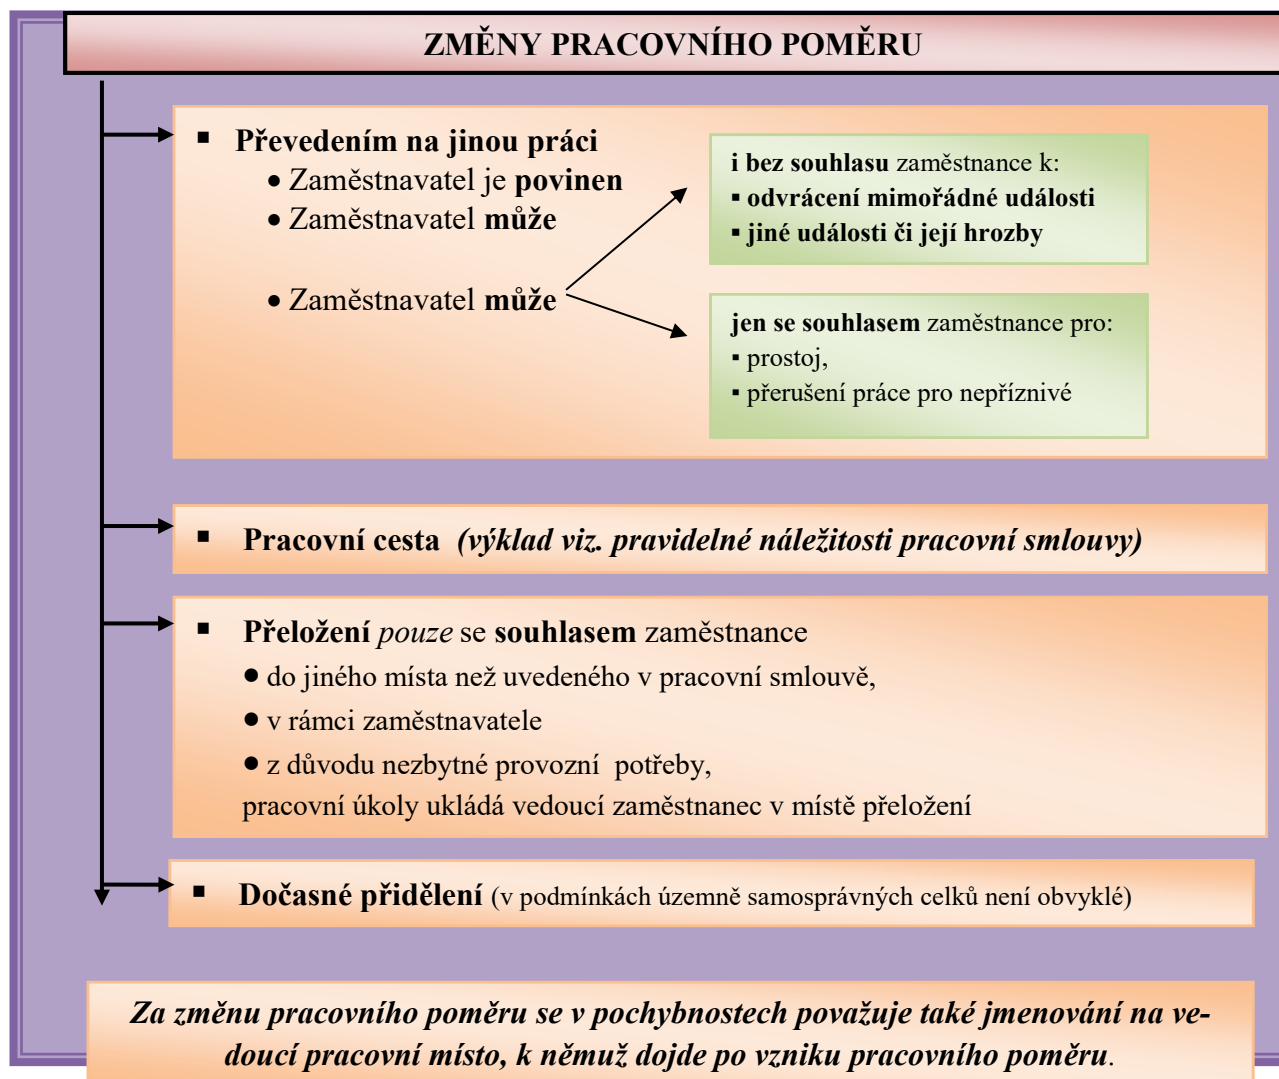 ZMĚNY PRACOVNÍHO POMĚRU
▪ Převedením na jinou práci
• Zaměstnavatel je povinen
• Zaměstnavatel může
• Zaměstnavatel může
i bez souhlasu zaměstnance k:
▪ odvrácení mimořádné události
▪ jiné události či její hrozby
jen se souhlasem zaměstnance pro:
▪ prostoj,
▪ přerušení práce pro nepříznivé
▪ Pracovní cesta (výklad viz. pravidelné náležitosti pracovní smlouvy)
▪ Přeložení pouze se souhlasem zaměstnance
● do jiného místa než uvedeného v pracovní smlouvě,
● v rámci zaměstnavatele
● z důvodu nezbytné provozní potřeby,
pracovní úkoly ukládá vedoucí zaměstnanec v místě přeložení
▪ Dočasné přidělení (v podmínkách územně samosprávných celků není obvyklé)
Za změnu pracovního poměru se v pochybnostech považuje také jmenování na ve-
doucí pracovní místo, k němuž dojde po vzniku pracovního poměru.